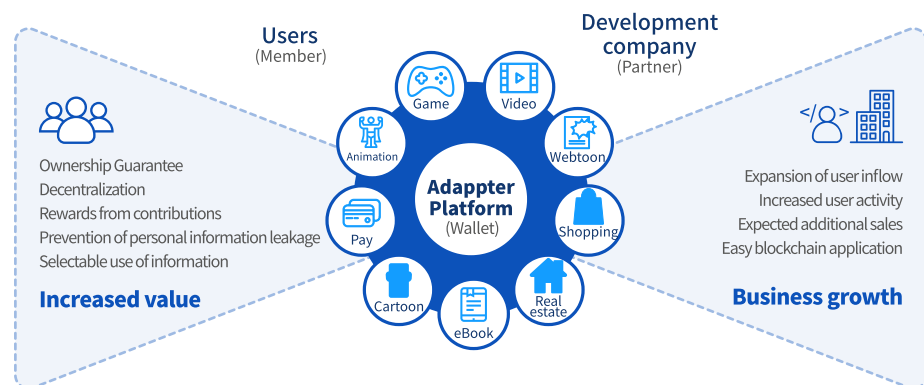 Users
(Member)
Development
company
(Partner)
Ownership Guarantee
Decentralization
Rewards from contributions
Prevention of personal information leakage
Selectable use of information
Increased value
Game
Video
Animation
Webtoon
Pay
Shopping
Cartoon
Real
estate
eBook
Adappter
Platform
(Wallet)
</>
Expansion of user inflow
Increased user activity
Expected additional sales
Easy blockchain application
Business growth